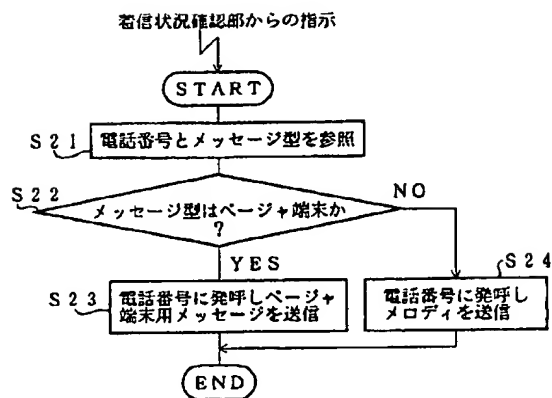 着信状況確認部からの指示
START
S21
電話番号とメッセージ型を参照
S22
メッセージ型はページャ端末か
?
NO
YES
S23
電話番号に発呼しページャ
端末用メッセージを送信
S24
電話番号に発呼し
メロディを送信
END